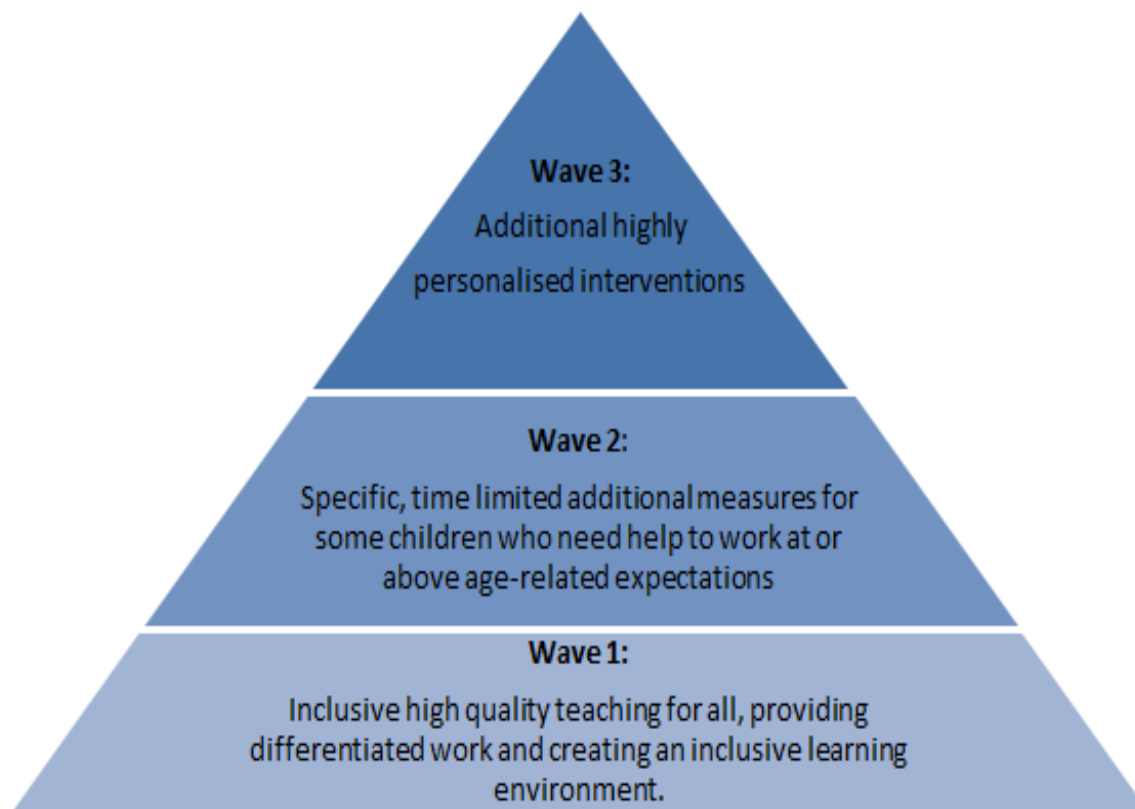 Wave 3:
Additional highly
personalised interventions
Wave 2:
Specific, time limited additional measures for
some children who need help to work at or
above age-related expectations
Wave 1:
Inclusive high quality teaching for all, providing
differentiated work and creating an inclusive learning
environment.